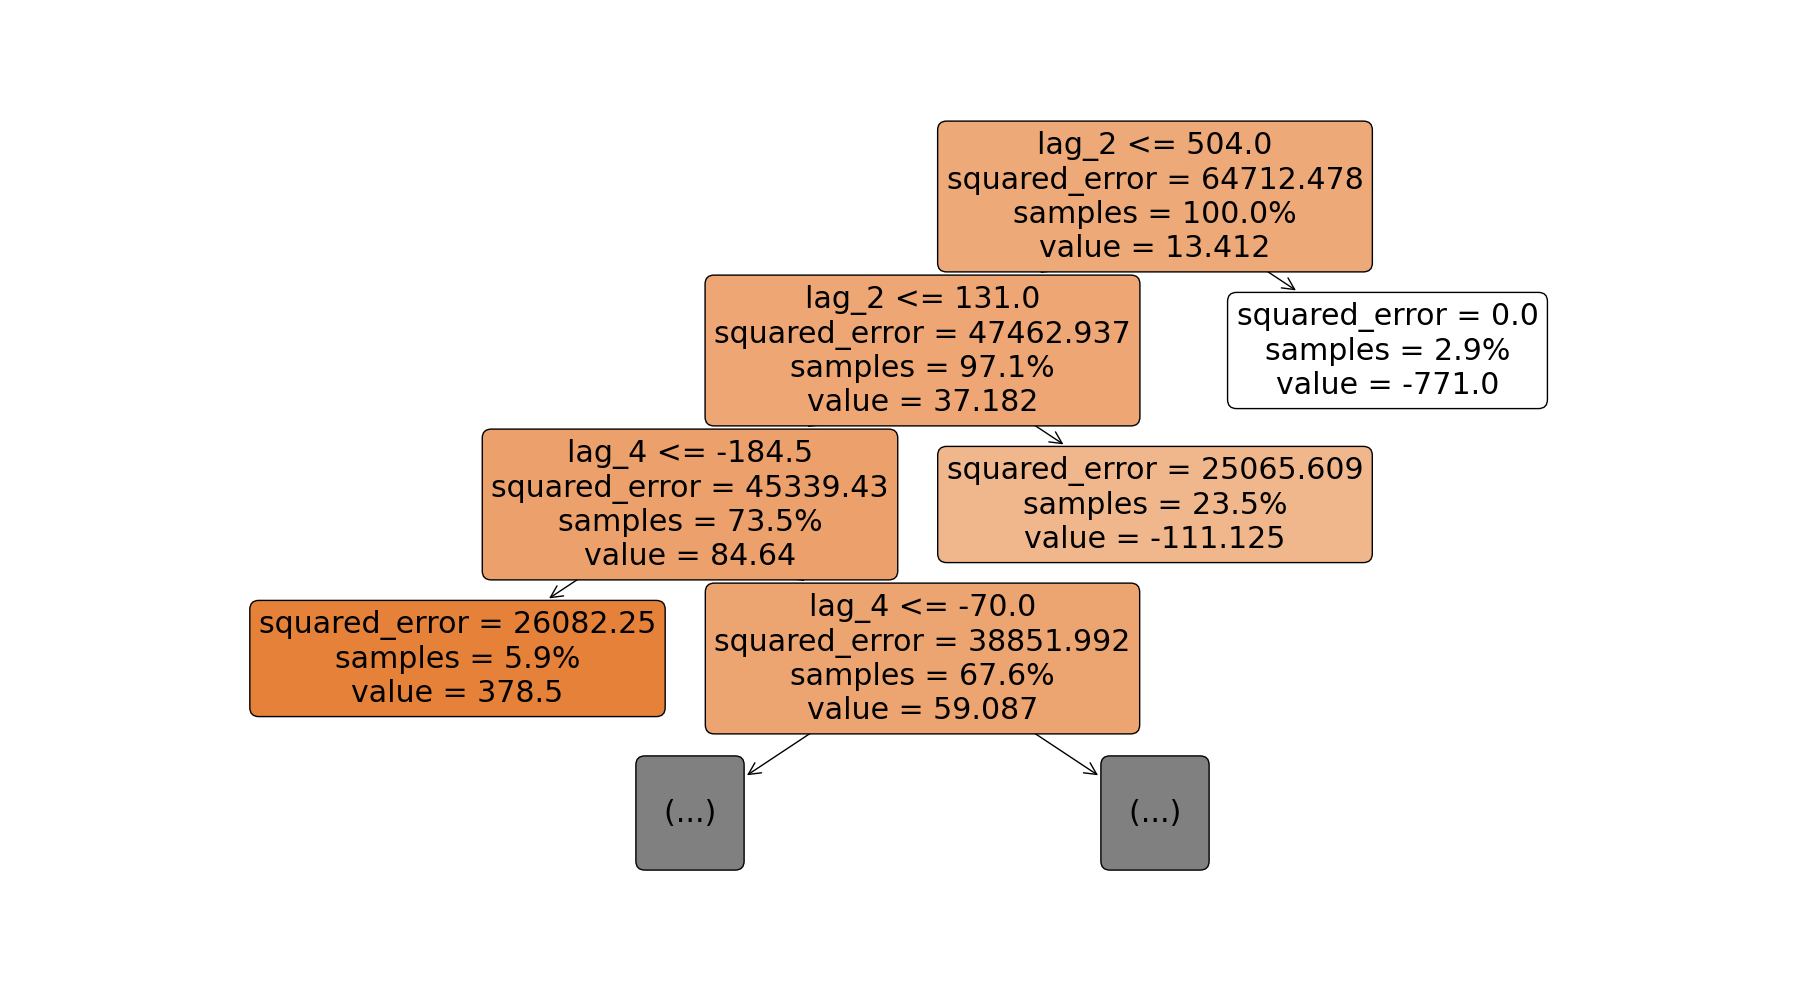 lag_2 <= 504.0
squared_error = 64712.478
samples = 100.0%
value = 13.412
lag_2 <= 131.0
squared_error = 47462.937
samples = 97.1%
value = 37.182
squared_error = 0.0
samples = 2.9%
value = -771.0
lag_4 <= -184.5
squared_error = 45339.43
samples = 73.5%
value = 84.64
squared_error = 25065.609
samples = 23.5%
value = -111.125
squared_error = 26082.25
samples = 5.9%
value = 378.5
lag_4 <= -70.0
squared_error = 38851.992
samples = 67.6%
value = 59.087
(...)
(...)